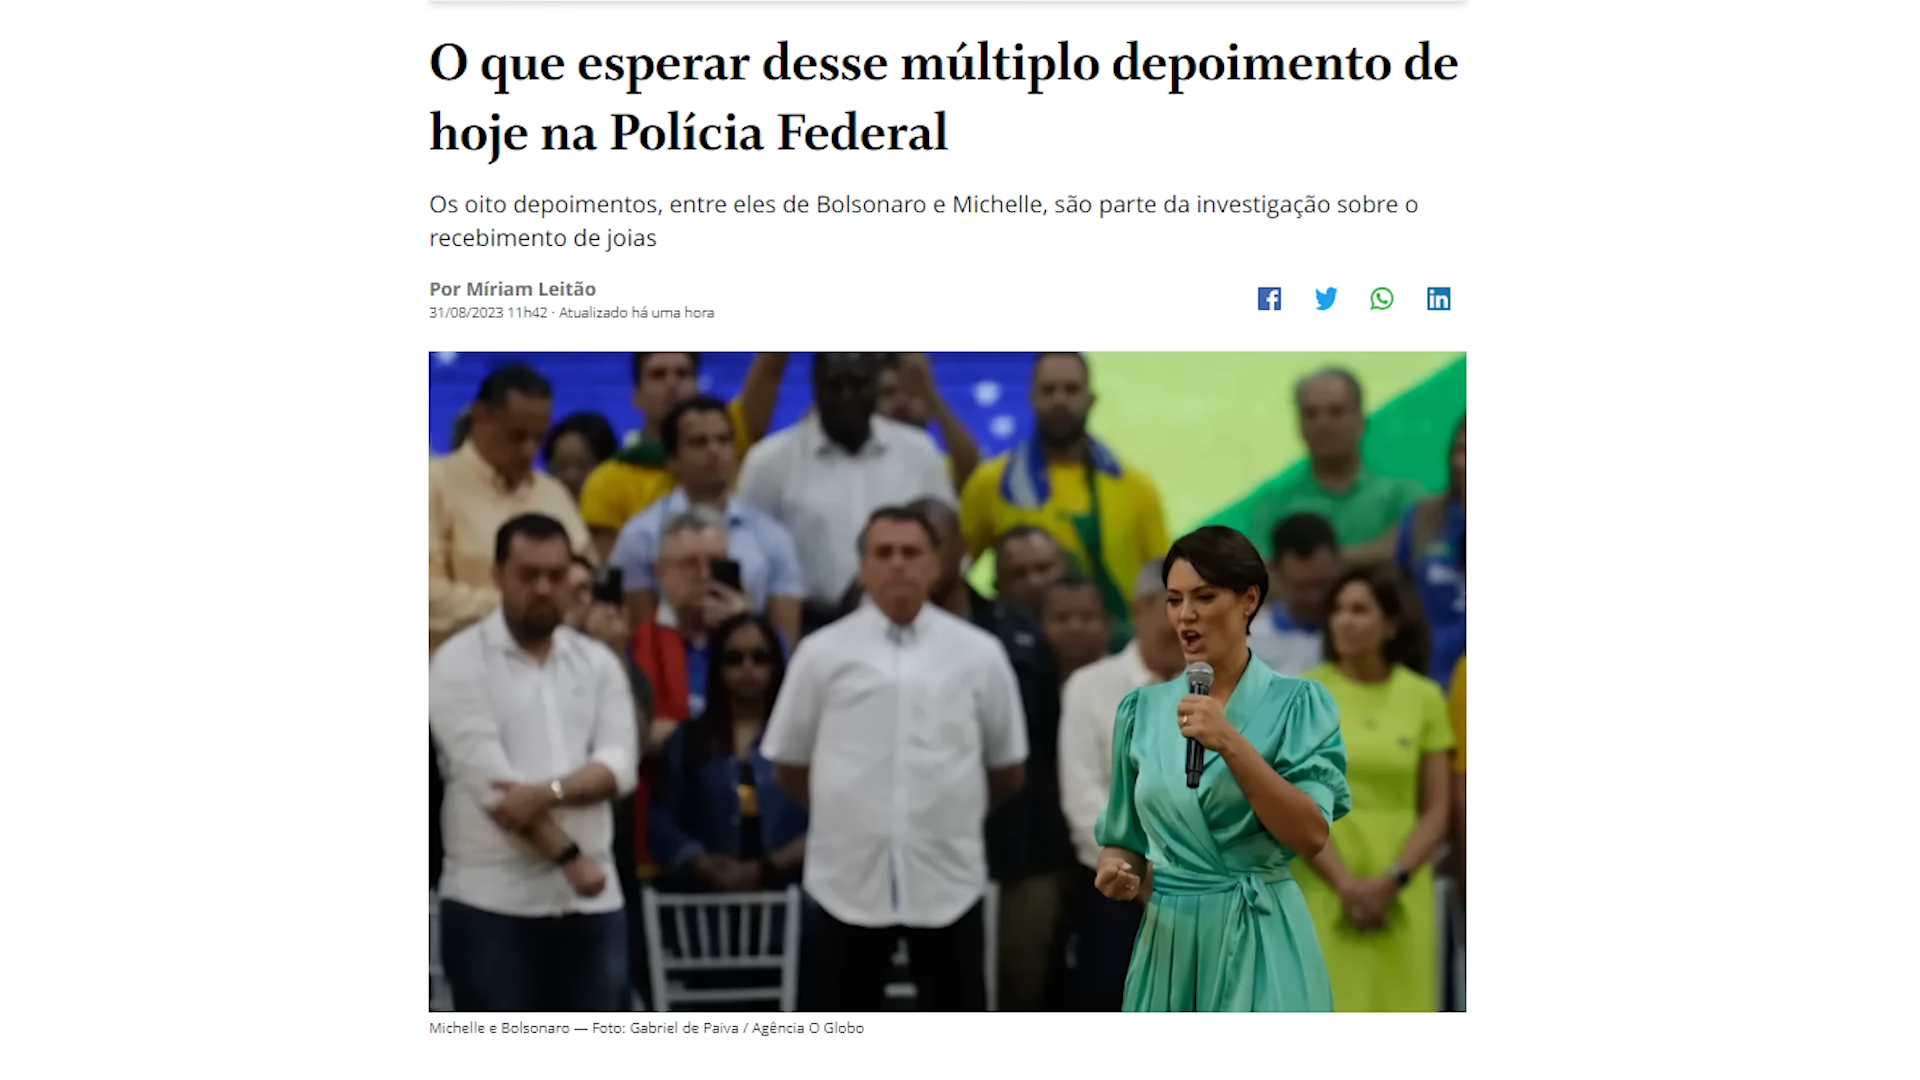 O que esperar desse múltiplo depoimento de
hoje na Polícia Federal
Os oito depoimentos, entre eles de Bolsonaro e Michelle, são parte da investigação sobre o
recebimento de joias
Por Míriam Leitão
31/08/2023 11h42 · Atualizado há uma hora
Michelle e Bolsonaro — Foto: Gabriel de Paiva / Agência O Globo